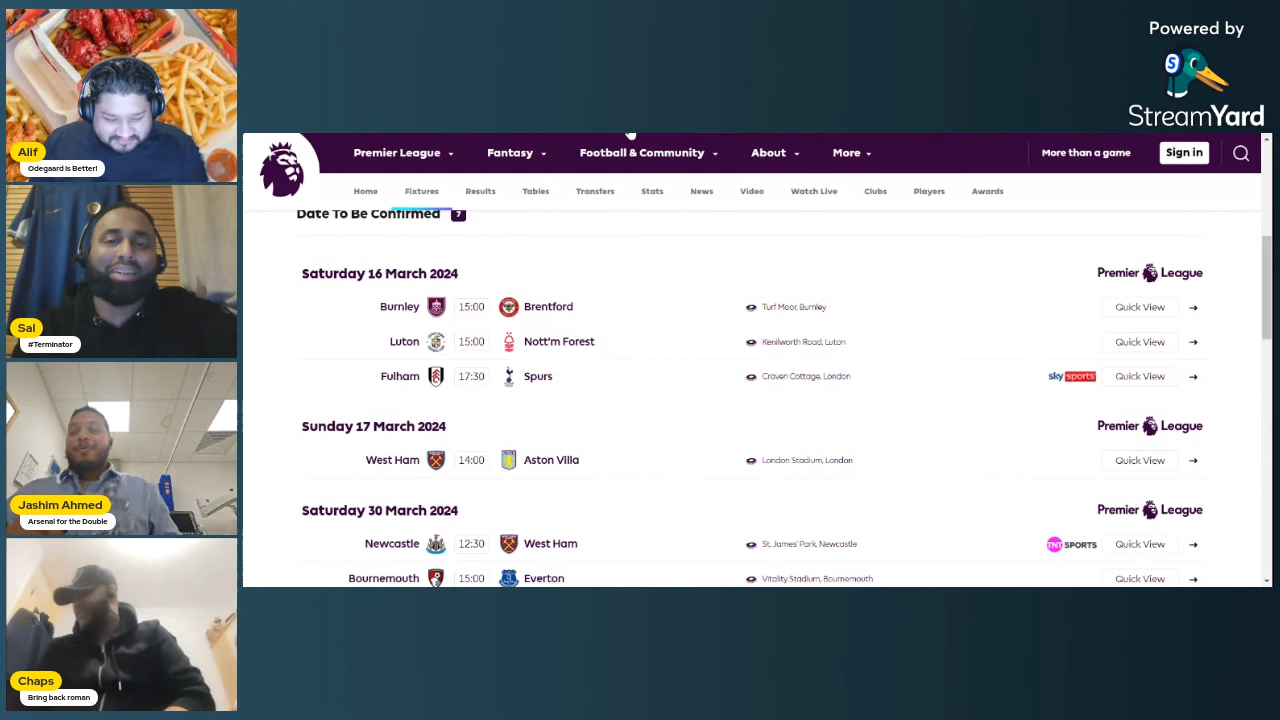 Powered by
StreamYard
Alif
Odegaard is Better!
Sal
#Terminator
Jashim Ahmed
Arsenal for the Double
Chaps
Bring back roman
Premier League Fantasy Football & Community About More More than a game Sign in
Home Fixtures Results Tables Transfers Stats News Video Watch Live Clubs Players Awards
Date To Be Confirmed 7
Saturday 16 March 2024 Premier League
Burnley 15:00 Brentford Turf Moor, Burnley Quick View
Luton 15:00 Nott'm Forest Kenilworth Road, Luton Quick View
Fulham 17:30 Spurs Craven Cottage, London sky sports Quick View
Sunday 17 March 2024 Premier League
West Ham 14:00 Aston Villa London Stadium, London Quick View
Saturday 30 March 2024 Premier League
Newcastle 12:30 West Ham St. James' Park, Newcastle TNT SPORTS Quick View
Bournemouth 15:00 Everton Vitality Stadium, Bournemouth Quick View